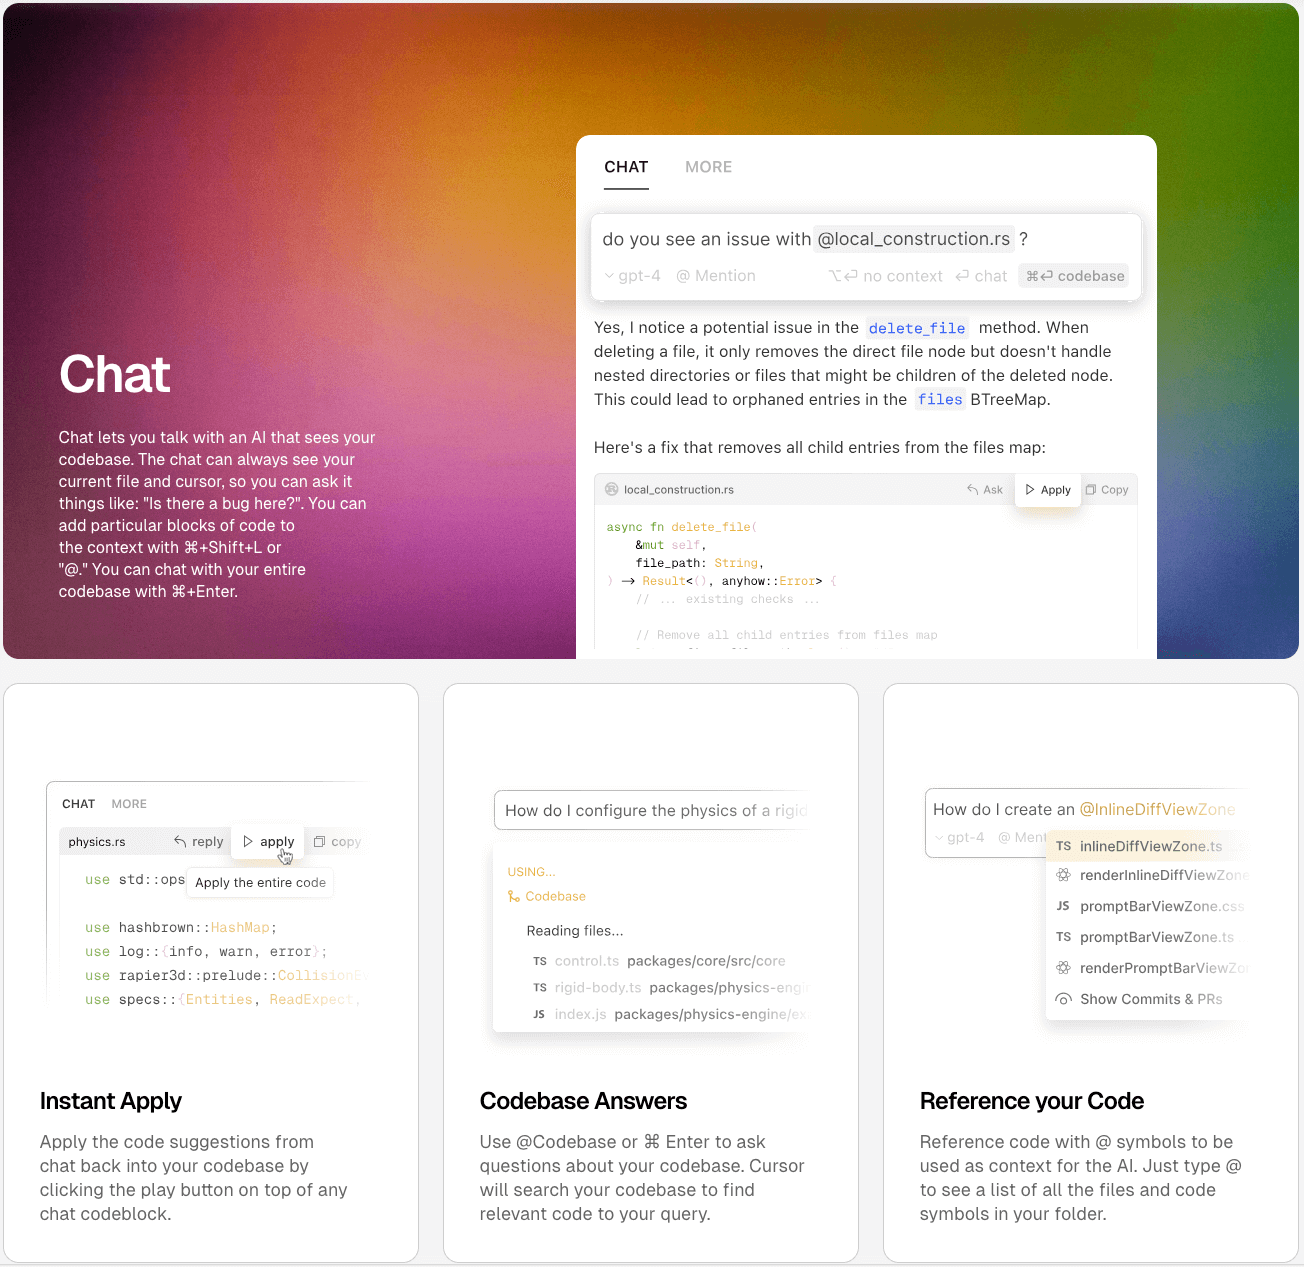 Chat
Chat lets you talk with an AI that sees your
codebase. The chat can always see your
current file and cursor, so you can ask it
things like: "Is there a bug here?". You can
add particular blocks of code to
the context with ⌘+Shift+L or
"@." You can chat with your entire
codebase with ⌘+Enter.
CHAT MORE
do you see an issue with @local_construction.rs ?
gpt-4 @ Mention ⌥⏎ no context ⏎ chat ⌘⏎ codebase
Yes, I notice a potential issue in the delete_file method. When
deleting a file, it only removes the direct file node but doesn't handle
nested directories or files that might be children of the deleted node.
This could lead to orphaned entries in the files BTreeMap.
Here's a fix that removes all child entries from the files map:
local_construction.rs Ask Apply Copy
async fn delete_file(
&mut self,
file_path: String,
) -> Result<(), anyhow::Error> {
// ... existing checks ...
// Remove all child entries from files map
CHAT MORE
physics.rs reply apply copy
use std::ops
Apply the entire code
use hashbrown::HashMap;
use log::{info, warn, error};
use rapier3d::prelude::CollisionEv
use specs::{Entities, ReadExpect,
Instant Apply
Apply the code suggestions from
chat back into your codebase by
clicking the play button on top of any
chat codeblock.
How do I configure the physics of a rigid
USING...
Codebase
Reading files...
TS control.ts packages/core/src/core
TS rigid-body.ts packages/physics-engin
JS index.js packages/physics-engine/ex
Codebase Answers
Use @Codebase or ⌘ Enter to ask
questions about your codebase. Cursor
will search your codebase to find
relevant code to your query.
How do I create an @InlineDiffViewZone
gpt-4 @ Ment
TS inlineDiffViewZone.ts
renderInlineDiffViewZone
JS promptBarViewZone.css
TS promptBarViewZone.ts
renderPromptBarViewZo
Show Commits & PRs
Reference your Code
Reference code with @ symbols to be
used as context for the AI. Just type @
to see a list of all the files and code
symbols in your folder.